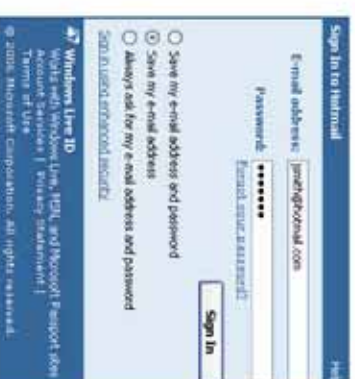 Sign In to Hotmail
E-mail address: jsmith@hotmail.com
Password: ●●●●●●●
Forgot your password?
Sign In
Save my e-mail address and password
Save my e-mail address
Always ask for my e-mail address and password
Sign in using enhanced security
Windows Live ID
Works with Windows Live, MSN, and Microsoft Passport sites
Account Services | Privacy Statement |
Terms of Use
© 2006 Microsoft Corporation. All rights reserved.